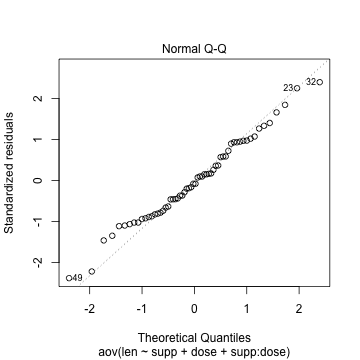 Normal Q-Q
Standardized residuals
2
1
0
-1
-2
23
32
49
-2 -1 0 1 2
Theoretical Quantiles
aov(len ~ supp + dose + supp:dose)